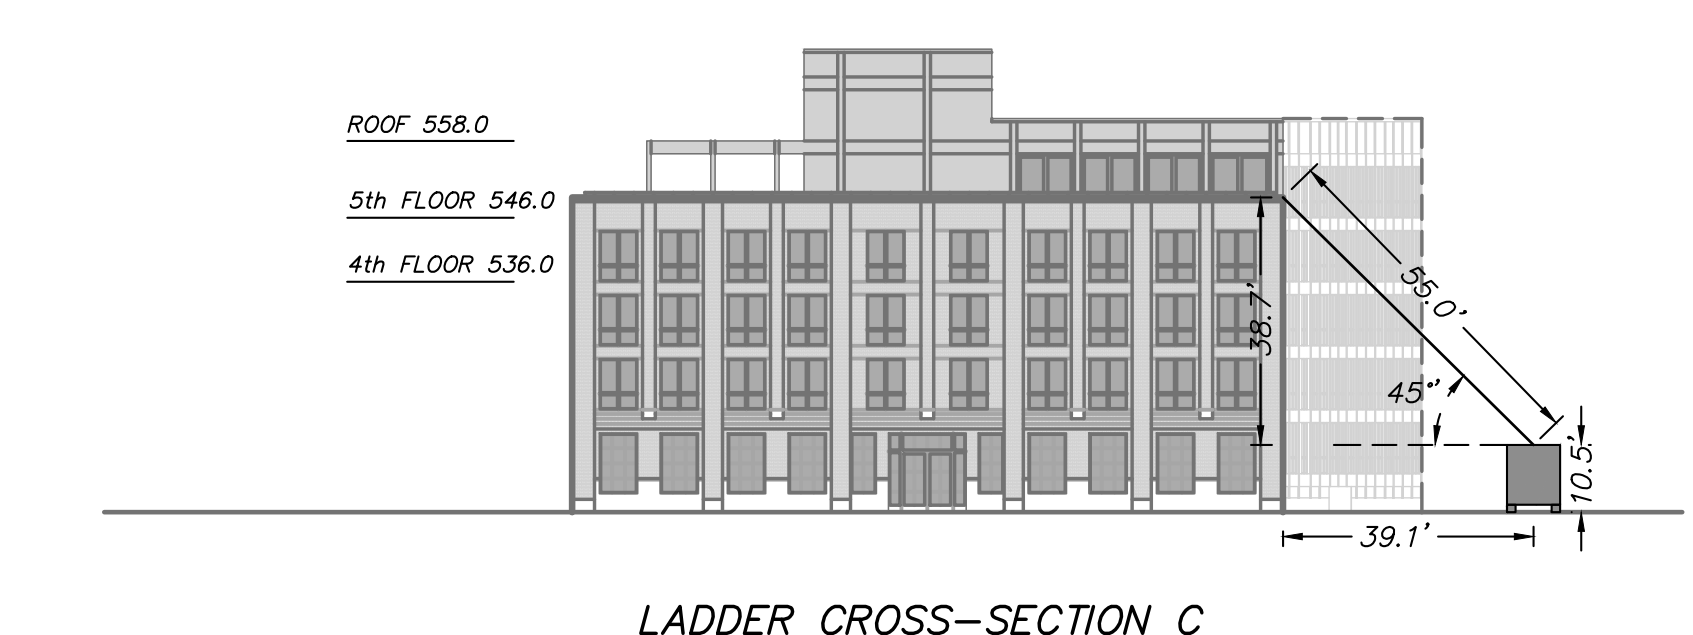 ROOF 558.0
5th FLOOR 546.0
4th FLOOR 536.0
38.7'
55.0'
45°'
10.5'
39.1'
LADDER CROSS-SECTION C